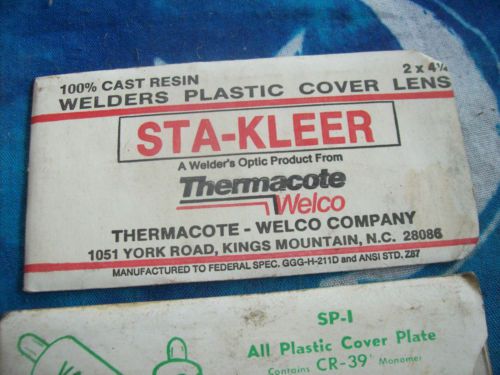 100% CAST RESIN 2 x 4¼
WELDERS PLASTIC COVER LENS
STA-KLEER
A Welder's Optic Product From
Thermacote
Welco
THERMACOTE - WELCO COMPANY
1051 YORK ROAD, KINGS MOUNTAIN, N.C. 28086
MANUFACTURED TO FEDERAL SPEC. GGG-H-211D and ANSI STD. Z87
SP-I
All Plastic Cover Plate
Contains CR-39' Monomer